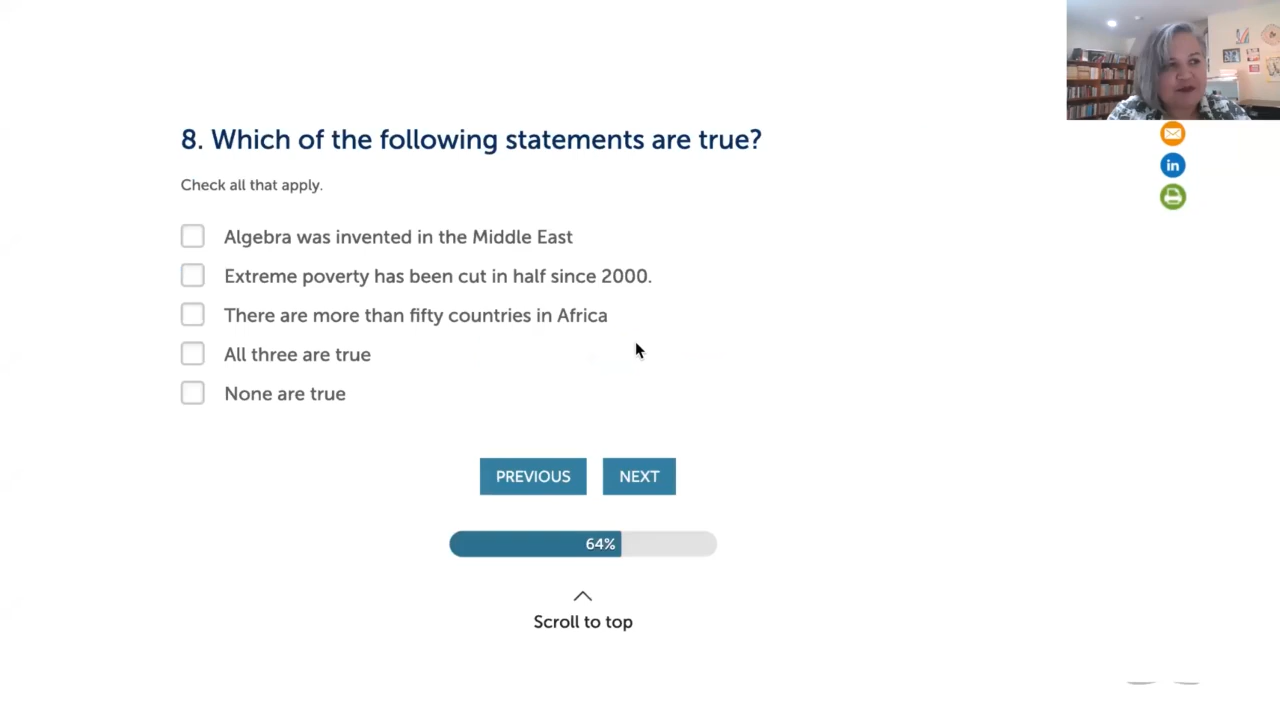 8. Which of the following statements are true?
Check all that apply.
Algebra was invented in the Middle East
Extreme poverty has been cut in half since 2000.
There are more than fifty countries in Africa
All three are true
None are true
PREVIOUS
NEXT
64%
Scroll to top
in